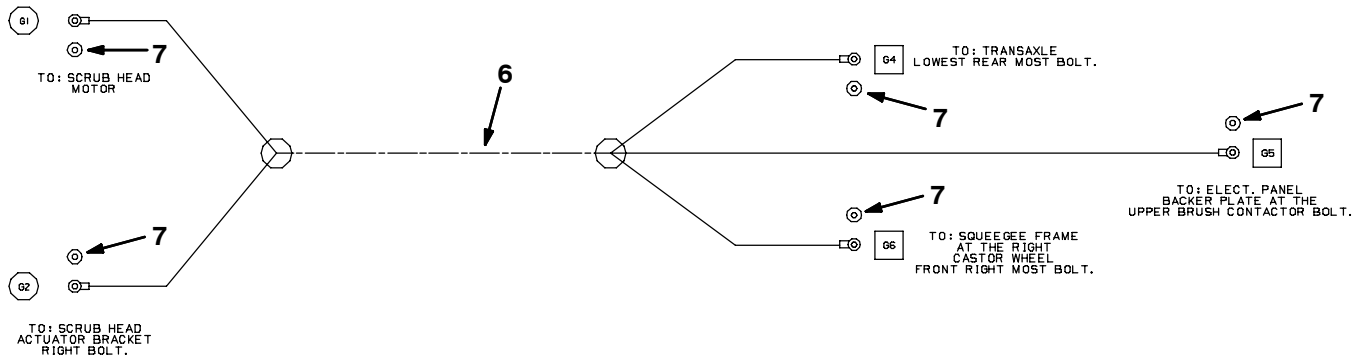 G1
7
TO: SCRUB HEAD
MOTOR
6
G4
TO: TRANSAXLE
LOWEST REAR MOST BOLT.
7
7
G5
TO: ELECT. PANEL
BACKER PLATE AT THE
UPPER BRUSH CONTACTOR BOLT.
7
G6
TO: SQUEEGEE FRAME
AT THE RIGHT
CASTOR WHEEL
FRONT RIGHT MOST BOLT.
7
G2
TO: SCRUB HEAD
ACTUATOR BRACKET
RIGHT BOLT.